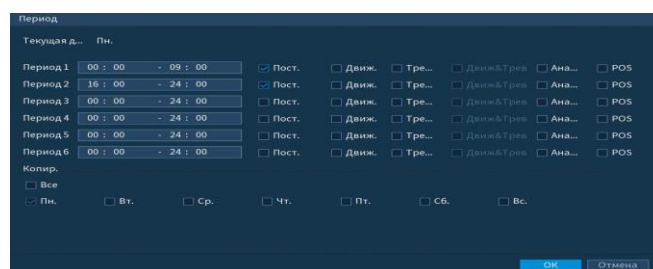 Период
Текущая д... Пн.
Период 1 00 : 00 - 09 : 00 Пост. Движ. Тре... Движ&Трев Ана... POS
Период 2 16 : 00 - 24 : 00 Пост. Движ. Тре... Движ&Трев Ана... POS
Период 3 00 : 00 - 24 : 00 Пост. Движ. Тре... Движ&Трев Ана... POS
Период 4 00 : 00 - 24 : 00 Пост. Движ. Тре... Движ&Трев Ана... POS
Период 5 00 : 00 - 24 : 00 Пост. Движ. Тре... Движ&Трев Ана... POS
Период 6 00 : 00 - 24 : 00 Пост. Движ. Тре... Движ&Трев Ана... POS
Копир.
Все
Пн. Вт. Ср. Чт. Пт. Сб. Вс.
ОК Отмена